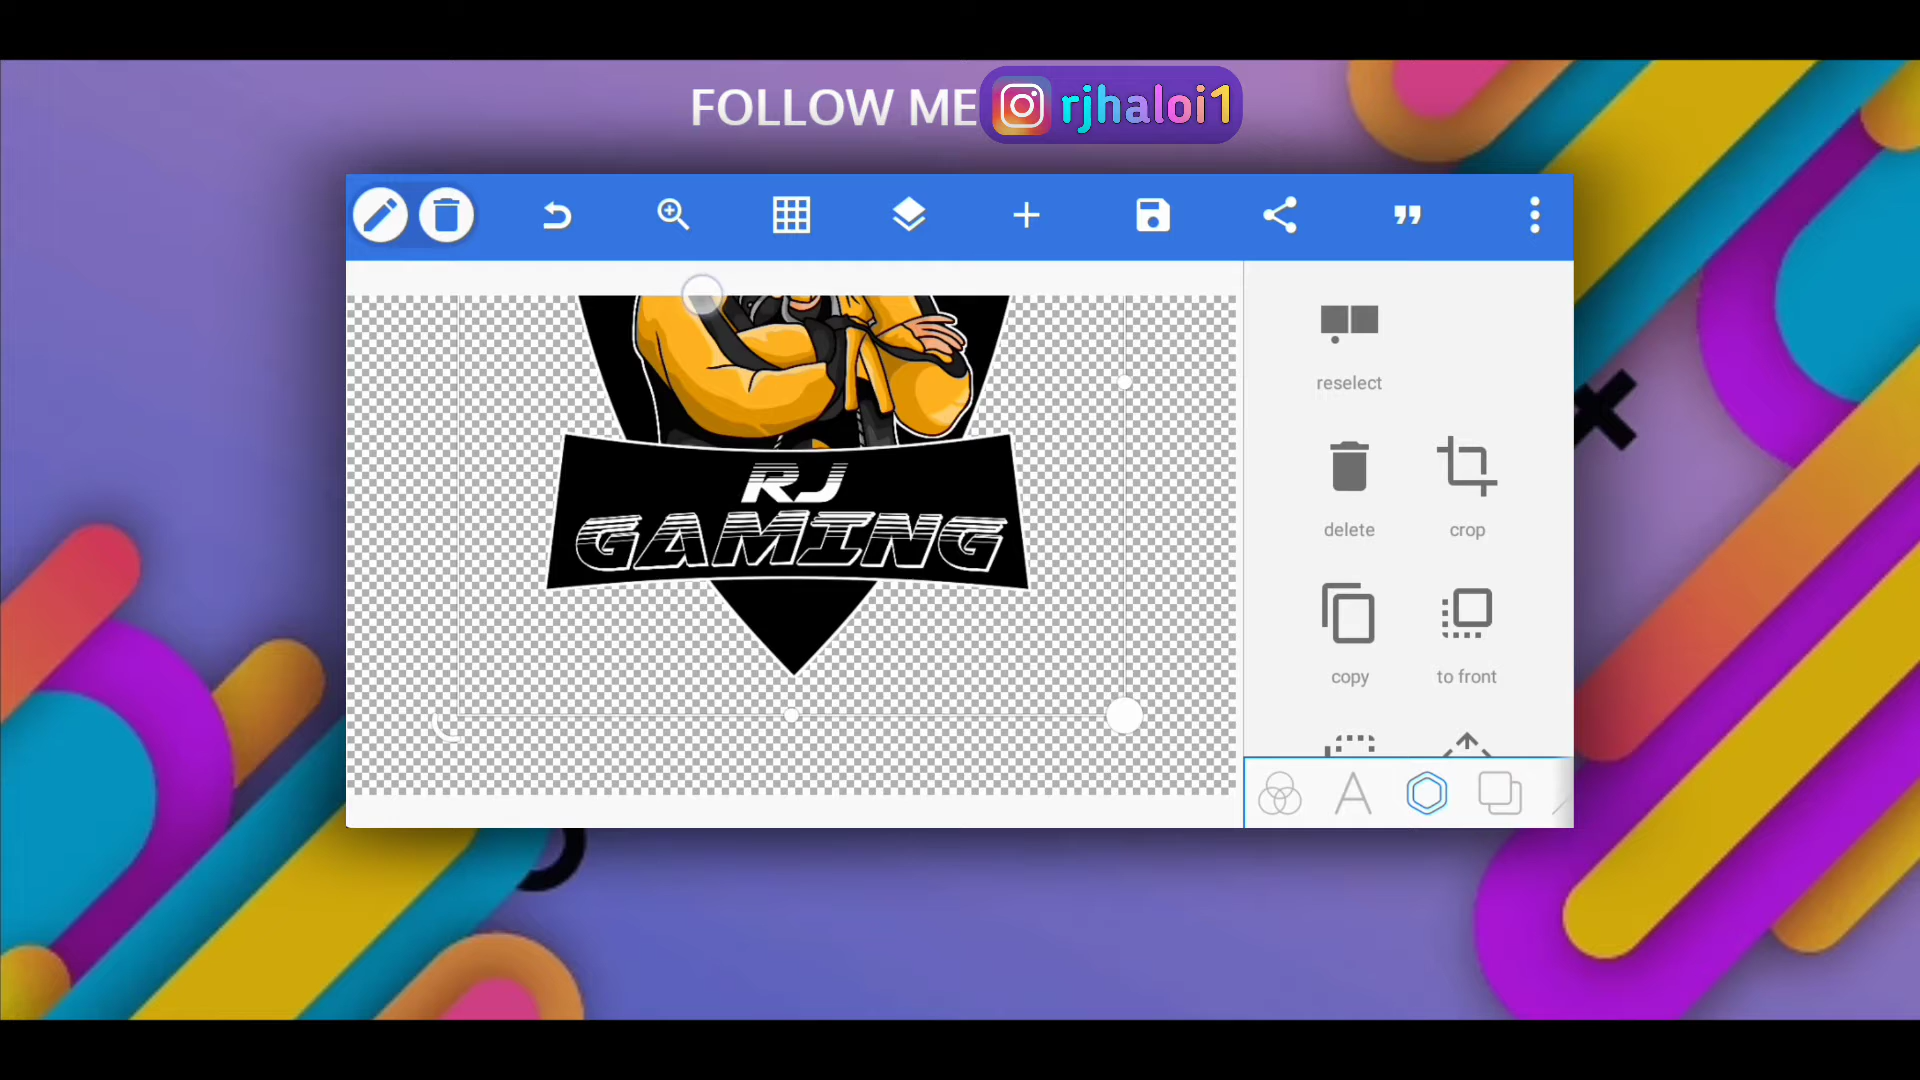 FOLLOW ME rjhaloi1
reselect
RJ
GAMING
delete crop
copy to front